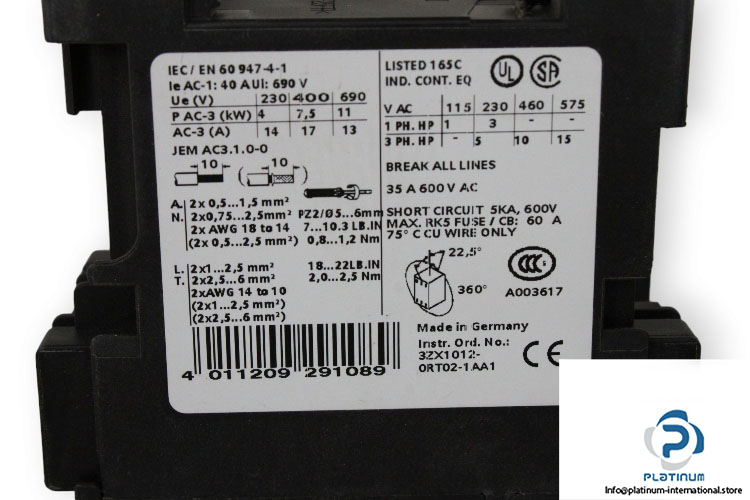 IEC / EN 60 947-4-1
Ie AC-1: 40 A Ui: 690 V
Ue (V) 230 400 690
P AC-3 (kW) 4 7,5 11
AC-3 (A) 14 17 13
JEM AC3.1.0-0
10 ( 10 )
A. 2x 0,5...1,5 mm²
N. 2x0,75...2,5mm² PZ2/Ø5...6mm
2x AWG 18 to 14 7...10.3 LB.IN
(2x 0,5...2,5 mm²) 0,8...1,2 Nm
L. 2x1...2,5 mm² 18...22LB.IN
T. 2x2,5...6 mm² 2,0...2,5 Nm
2xAWG 14 to 10
(2x1...2,5 mm²)
(2x2,5...6 mm²)
4 011209 291089
LISTED 165C
IND. CONT. EQ
UL SA
V AC 115 230 460 575
1 PH. HP 1 3 - -
3 PH. HP - 5 10 15
BREAK ALL LINES
35 A 600 V AC
SHORT CIRCUIT 5KA, 600V
MAX. RK5 FUSE / CB: 60 A
75° C CU WIRE ONLY
22,5°
360°
CCC
A003617
Made in Germany
Instr. Ord. No.:
3ZX1012-
0RT02-1AA1
CE
P
PLATINUM
Info@platinum-international.store